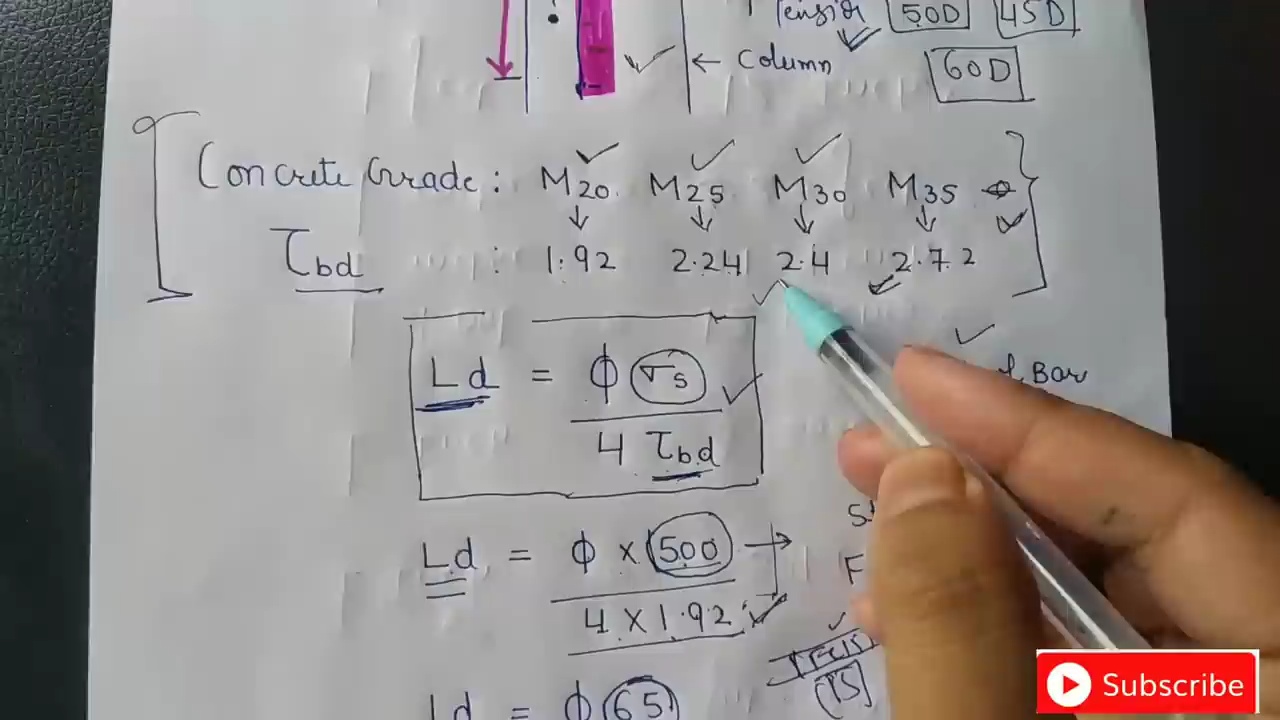 Tension 50D 45D
← Column 60D
Concrete Grade: M20 M25 M30 M35
τbd : 1.92 2.24 2.4 2.72
Ld = ϕ σs
4 τbd
Bar
Ld = ϕ × 500 →
4 × 1.92
Ld = ϕ 65
Subscribe